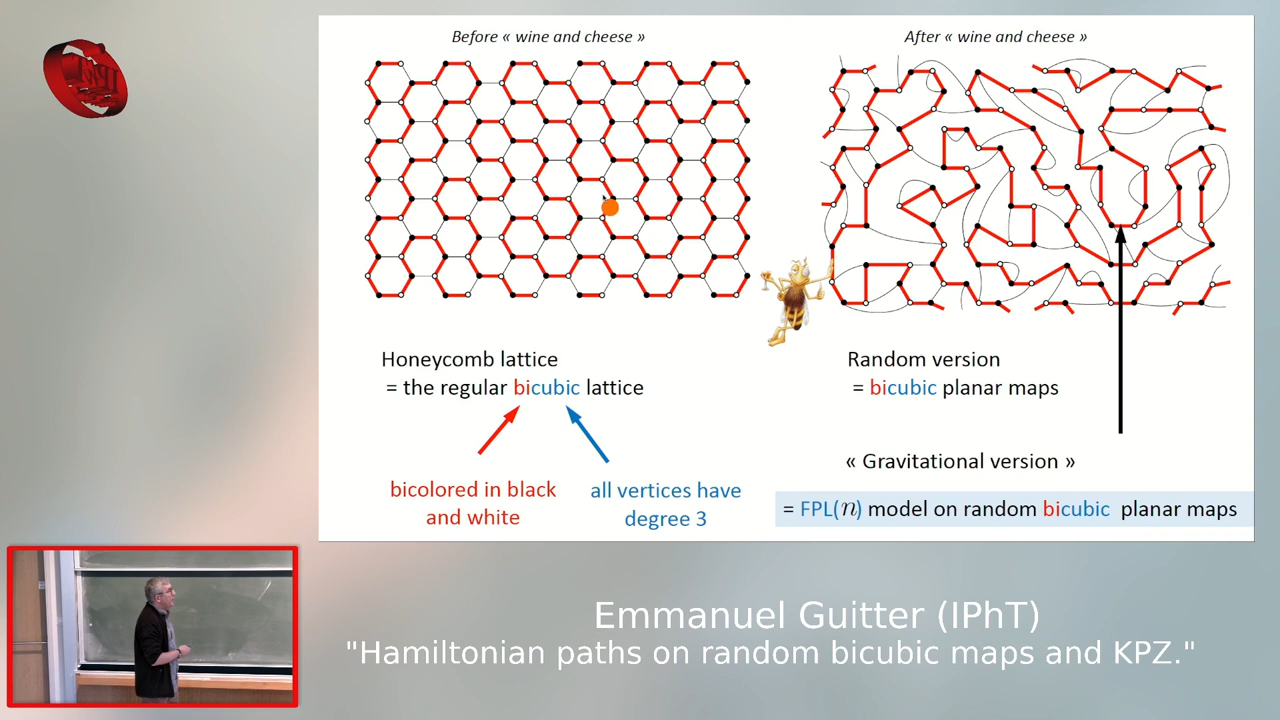 Before « wine and cheese »
After « wine and cheese »
Honeycomb lattice
= the regular bicubic lattice
bicolored in black
and white
all vertices have
degree 3
Random version
= bicubic planar maps
« Gravitational version »
= FPL(n) model on random bicubic planar maps
Emmanuel Guitter (IPhT)
"Hamiltonian paths on random bicubic maps and KPZ."